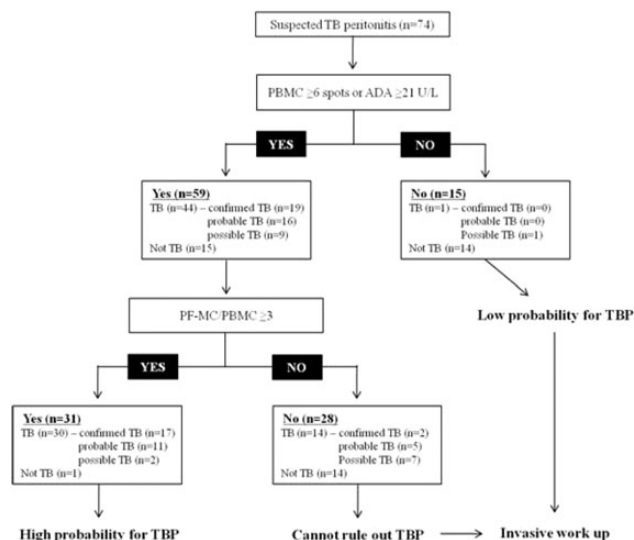 Suspected TB peritonitis (n=74)
PBMC ≥6 spots or ADA ≥21 U/L
YES
NO
Yes (n=59)
TB (n=44) – confirmed TB (n=19)
probable TB (n=16)
possible TB (n=9)
Not TB (n=15)
No (n=15)
TB (n=1) – confirmed TB (n=0)
probable TB (n=0)
Possible TB (n=1)
Not TB (n=14)
Low probability for TBP
PF-MC/PBMC ≥3
YES
NO
Yes (n=31)
TB (n=30) – confirmed TB (n=17)
probable TB (n=11)
possible TB (n=2)
Not TB (n=1)
No (n=28)
TB (n=14) – confirmed TB (n=2)
probable TB (n=5)
Possible TB (n=7)
Not TB (n=14)
High probability for TBP
Cannot rule out TBP
Invasive work up